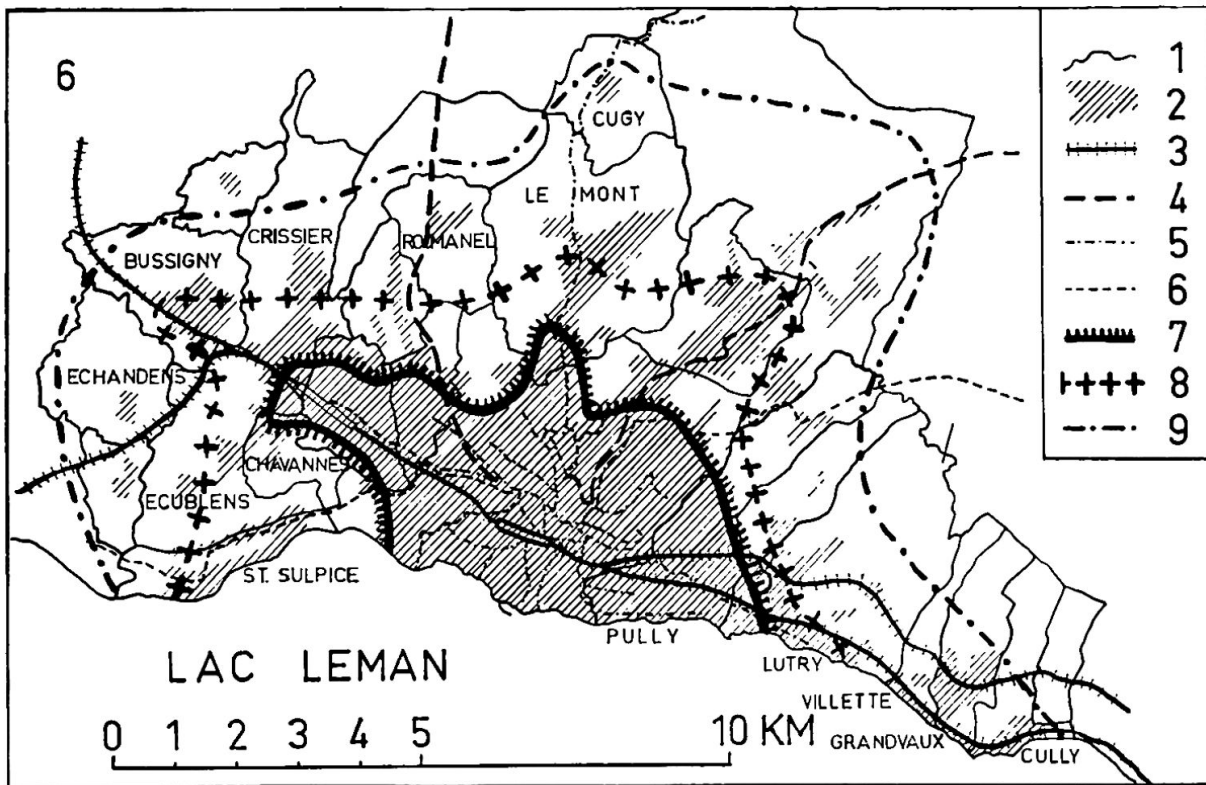 6
CUGY
LE MONT
CRISSIER
ROMANEL
BUSSIGNY
ECHANDENS
CHAVANNES
ECUBLENS
ST. SULPICE
PULLY
LAC LEMAN
LUTRY
VILLETTE
GRANDVAUX
CULLY
0 1 2 3 4 5 10 KM
1
2
3
4
5
6
7
8
9